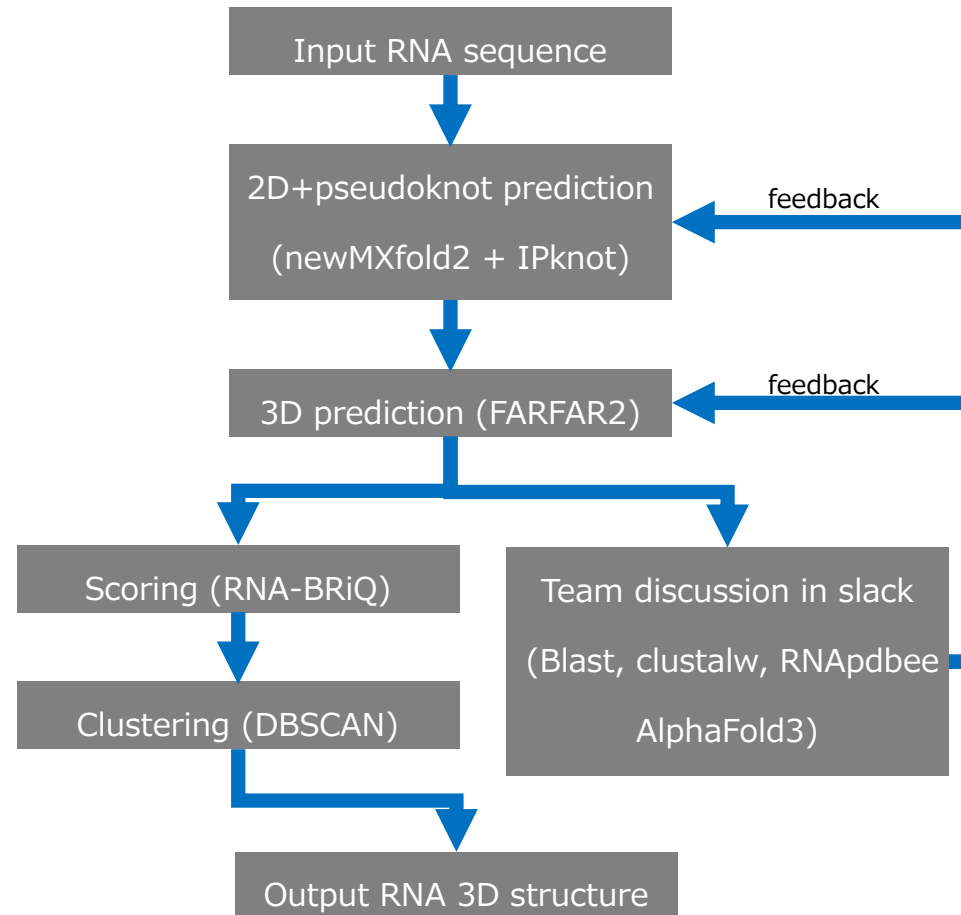 Input RNA sequence
2D+pseudoknot prediction
(newMXfold2 + IPknot)
feedback
3D prediction (FARFAR2)
feedback
Scoring (RNA-BRiQ)
Clustering (DBSCAN)
Team discussion in slack
(Blast, clustalw, RNApdbee
AlphaFold3)
Output RNA 3D structure